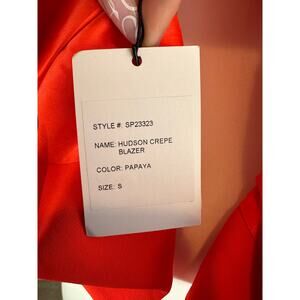 STYLE #: SP23323
NAME: HUDSON CREPE
BLAZER
COLOR: PAPAYA
SIZE: S